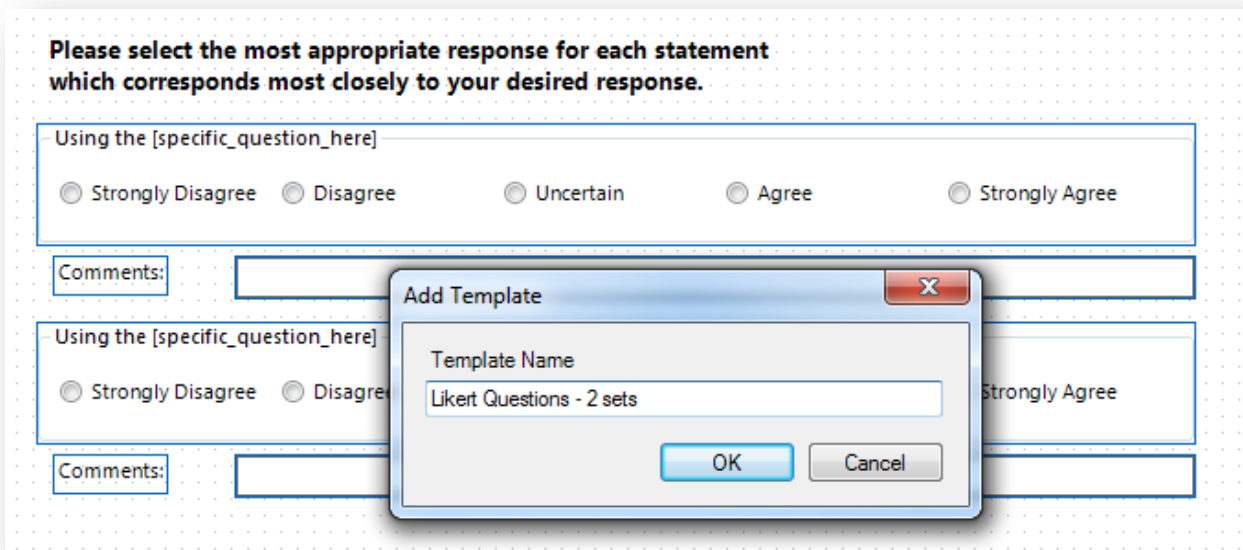 Please select the most appropriate response for each statement
which corresponds most closely to your desired response.
Using the [specific_question_here]
Strongly Disagree Disagree Uncertain Agree Strongly Agree
Comments:
Add Template
Using the [specific_question_here]
Template Name
Strongly Disagree Disagre Strongly Agree
Likert Questions - 2 sets
OK Cancel
Comments: